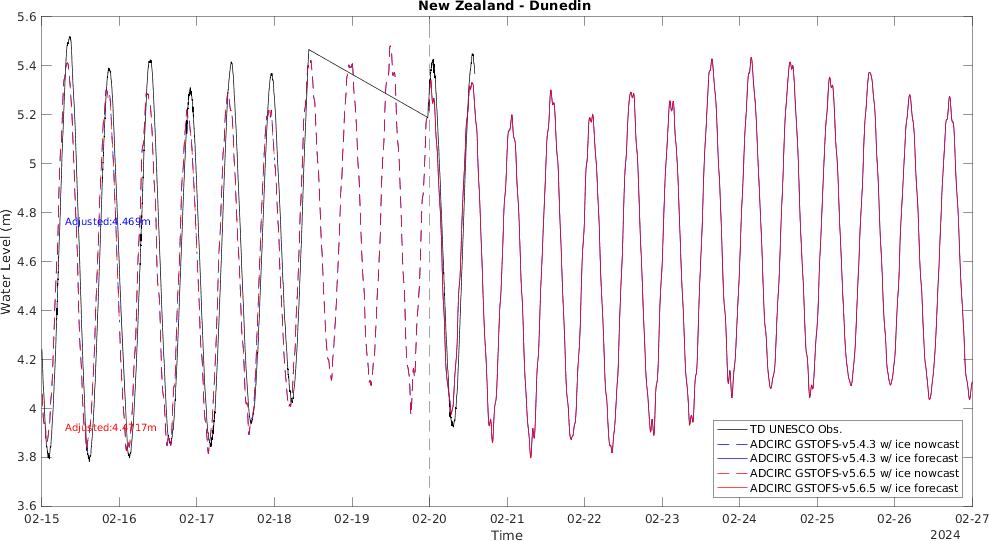 New Zealand - Dunedin
5.6
5.4
5.2
5
4.8
4.6
4.4
4.2
4
3.8
3.6
Water Level (m)
Adjusted:4.469m
Adjusted:4.4717m
TD UNESCO Obs.
ADCIRC GSTOFS-v5.4.3 w/ ice nowcast
ADCIRC GSTOFS-v5.4.3 w/ ice forecast
ADCIRC GSTOFS-v5.6.5 w/ ice nowcast
ADCIRC GSTOFS-v5.6.5 w/ ice forecast
02-15 02-16 02-17 02-18 02-19 02-20 02-21 02-22 02-23 02-24 02-25 02-26 02-27
Time
2024